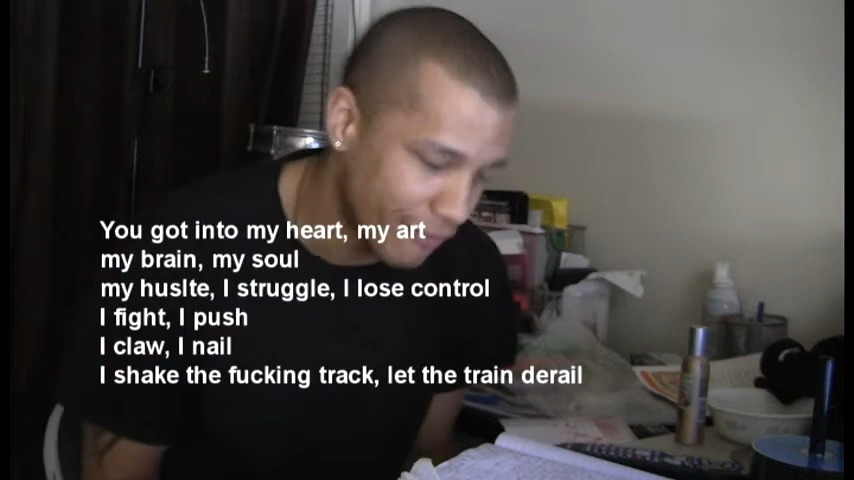 You got into my heart, my art
my brain, my soul
my huslte, I struggle, I lose control
I fight, I push
I claw, I nail
I shake the fucking track, let the train derail